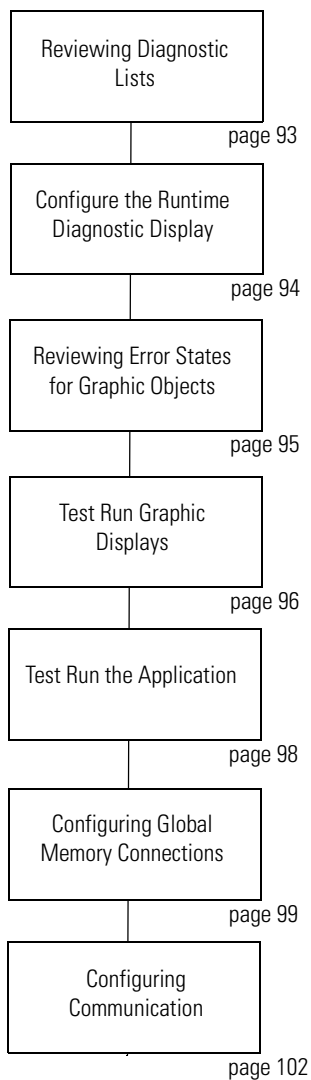 Reviewing Diagnostic
Lists
page 93
Configure the Runtime
Diagnostic Display
page 94
Reviewing Error States
for Graphic Objects
page 95
Test Run Graphic
Displays
page 96
Test Run the Application
page 98
Configuring Global
Memory Connections
page 99
Configuring
Communication
page 102